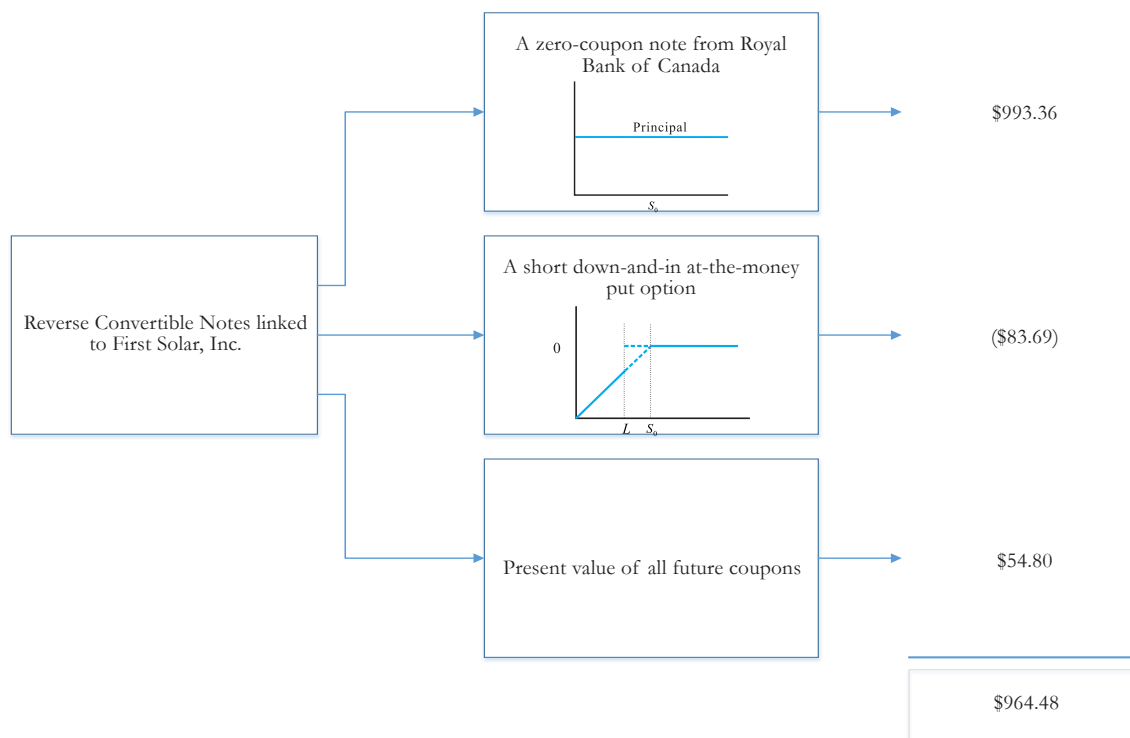 A zero-coupon note from Royal
Bank of Canada
Principal
S₀
$993.36
Reverse Convertible Notes linked
to First Solar, Inc.
A short down-and-in at-the-money
put option
0
L S₀
($83.69)
Present value of all future coupons
$54.80
$964.48